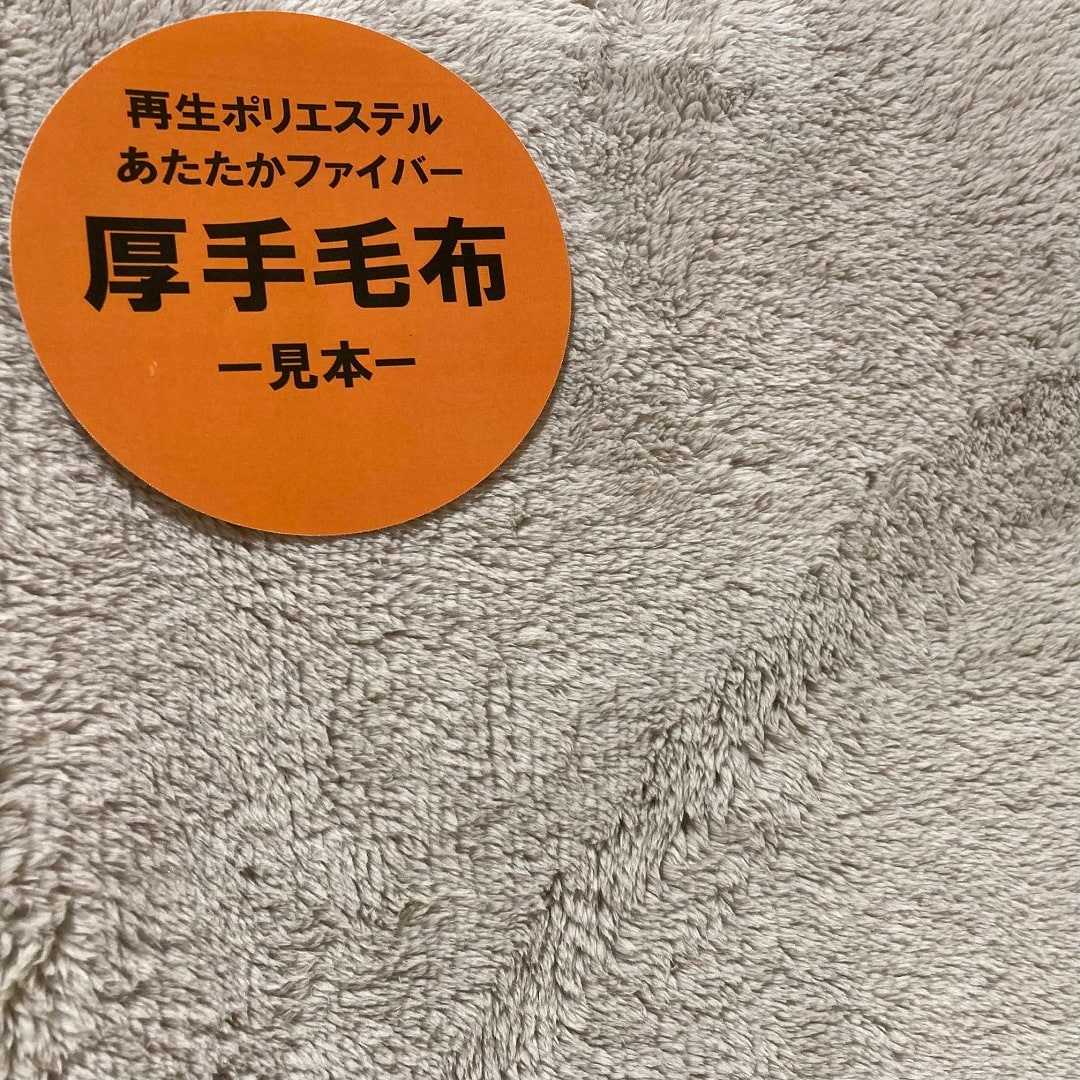 再生ポリエステル
あたたかファイバー
厚手毛布
ー見本ー